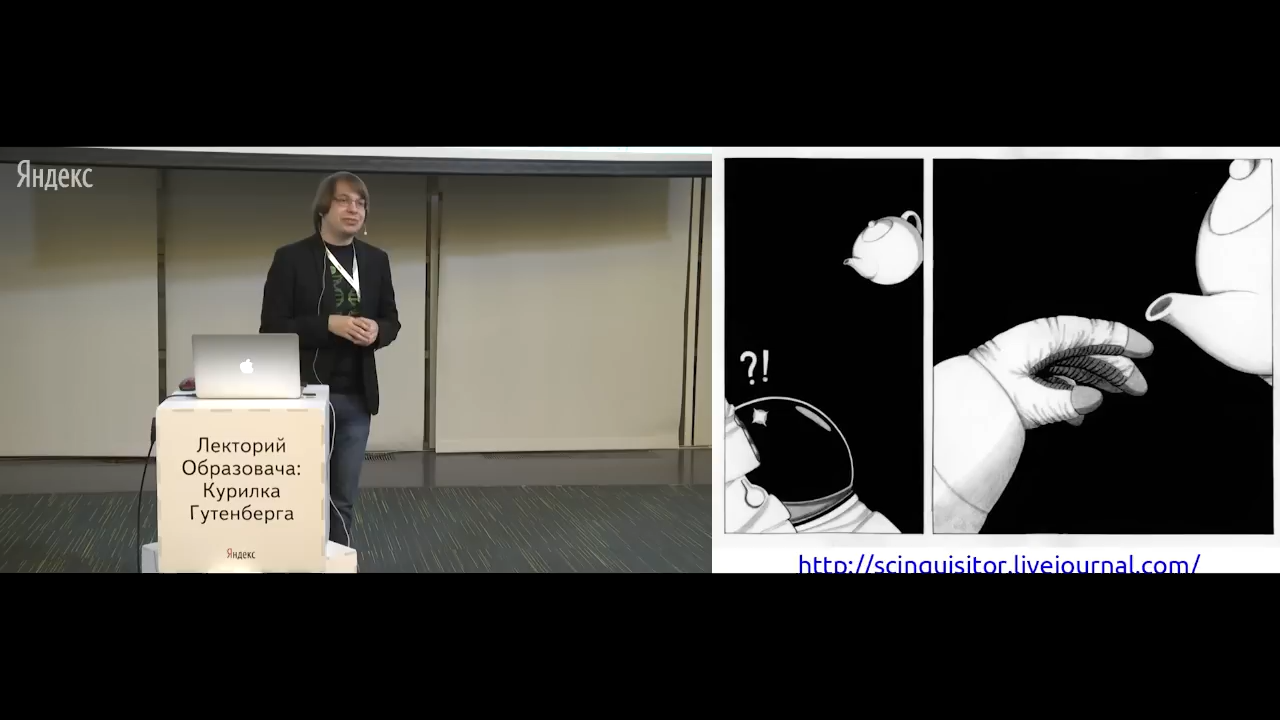 Яндекс
Лекторий
Образовача:
Курилка
Гутенберга
Яндекс
?!
http://scinquisitor.livejournal.com/